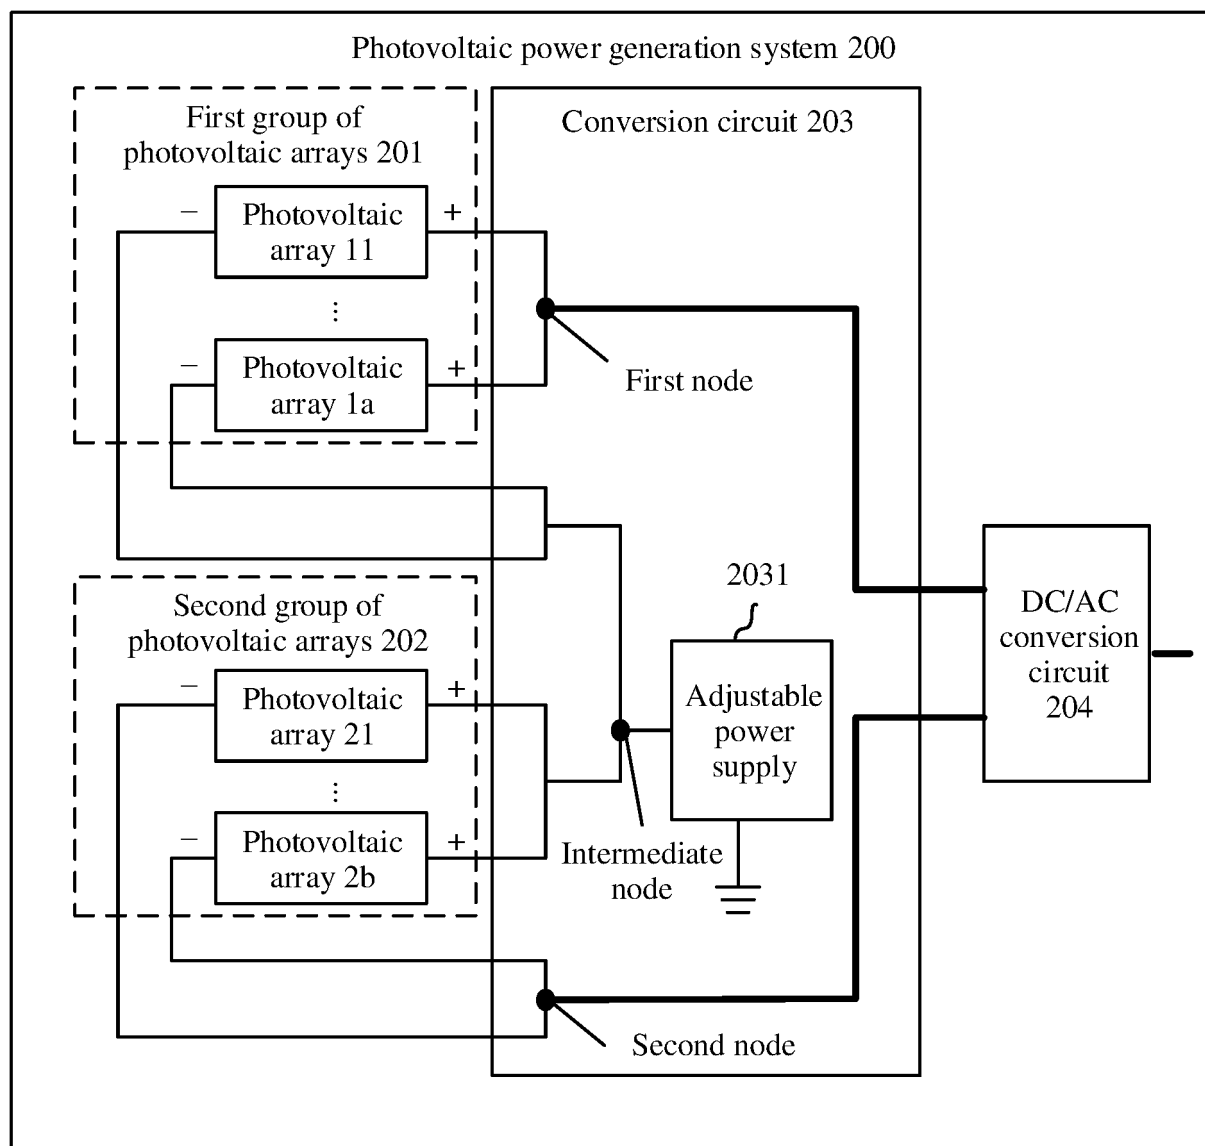 Photovoltaic power generation system 200
First group of
photovoltaic arrays 201
Conversion circuit 203
− Photovoltaic +
array 11
⋮
− Photovoltaic +
array 1a
First node
2031
Second group of
photovoltaic arrays 202
− Photovoltaic +
array 21
⋮
− Photovoltaic +
array 2b
Adjustable
power
supply
DC/AC
conversion
circuit
204
Intermediate
node
Second node